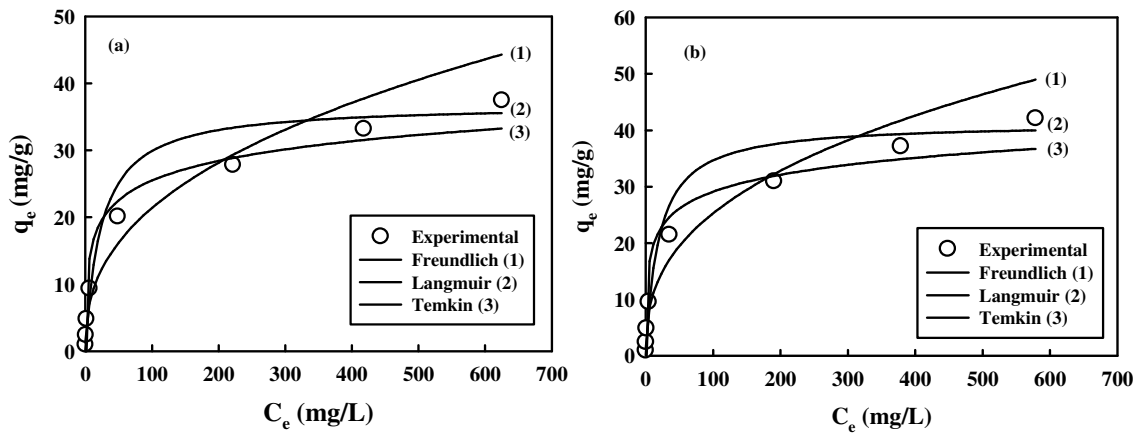 (a)
50
40
30
20
10
0
q_e (mg/g)
(1)
(2)
(3)
Experimental
Freundlich (1)
Langmuir (2)
Temkin (3)
0 100 200 300 400 500 600 700
C_e (mg/L)
(b)
60
50
40
30
20
10
0
q_e (mg/g)
(1)
(2)
(3)
Experimental
Freundlich (1)
Langmuir (2)
Temkin (3)
0 100 200 300 400 500 600 700
C_e (mg/L)